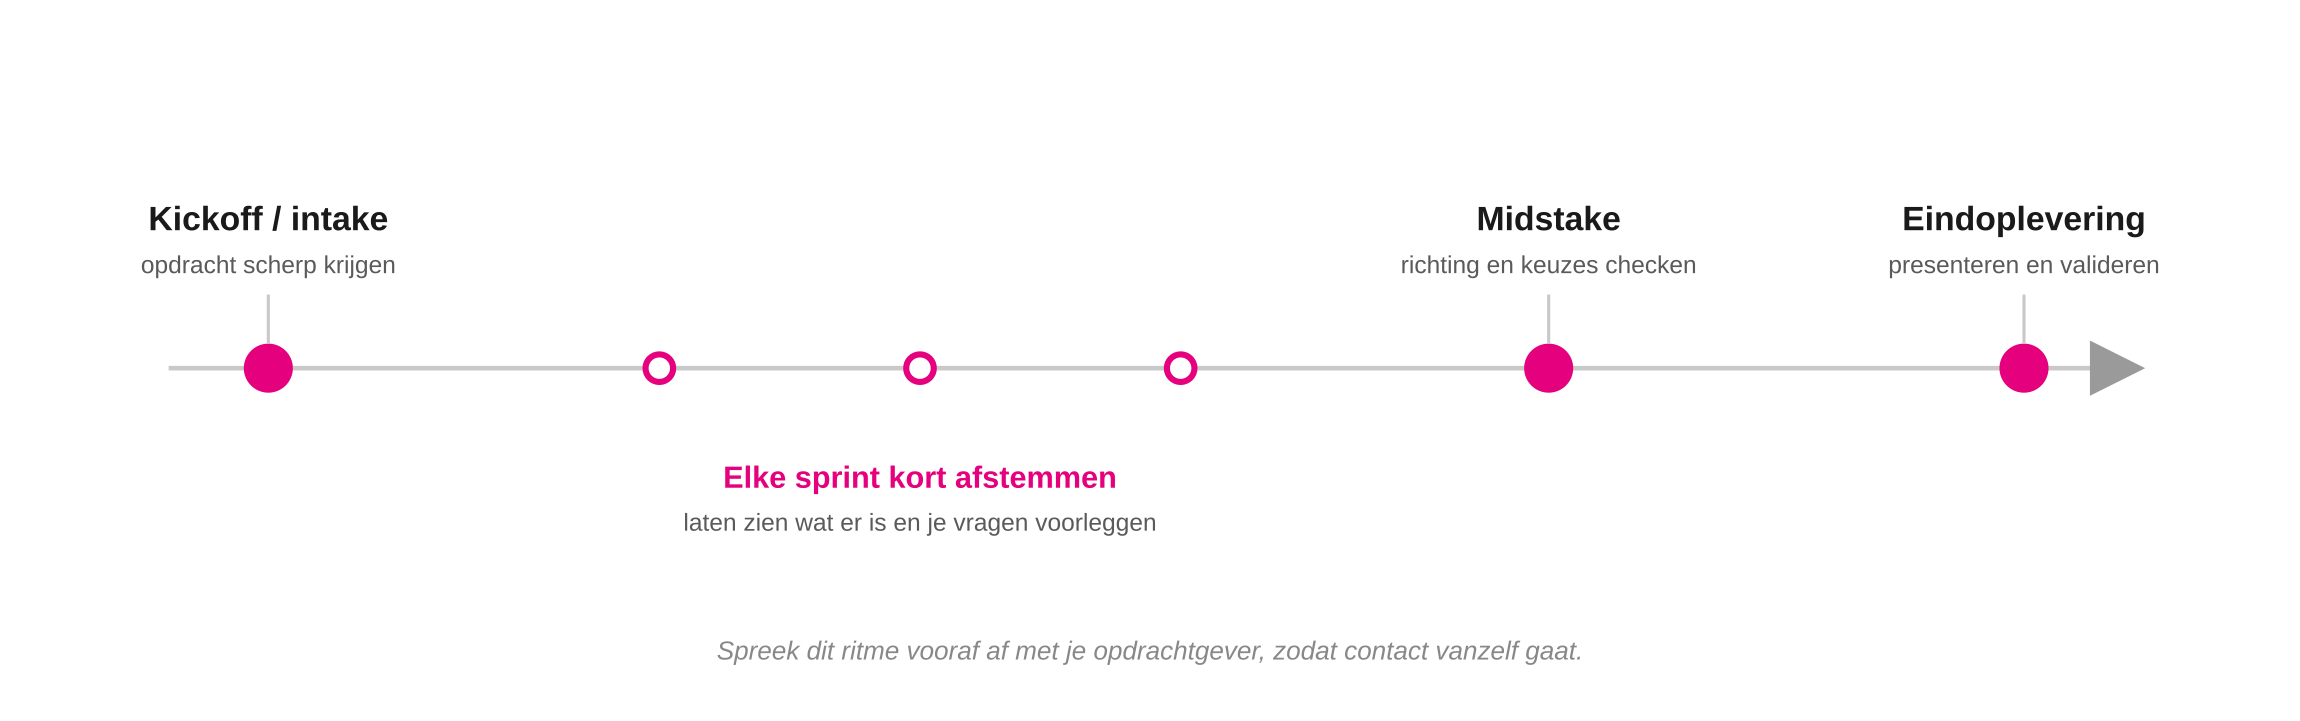 Kickoff / intake
opdracht scherp krijgen
Midstake
richting en keuzes checken
Eindoplevering
presenteren en valideren
Elke sprint kort afstemmen
laten zien wat er is en je vragen voorleggen
Spreek dit ritme vooraf af met je opdrachtgever, zodat contact vanzelf gaat.